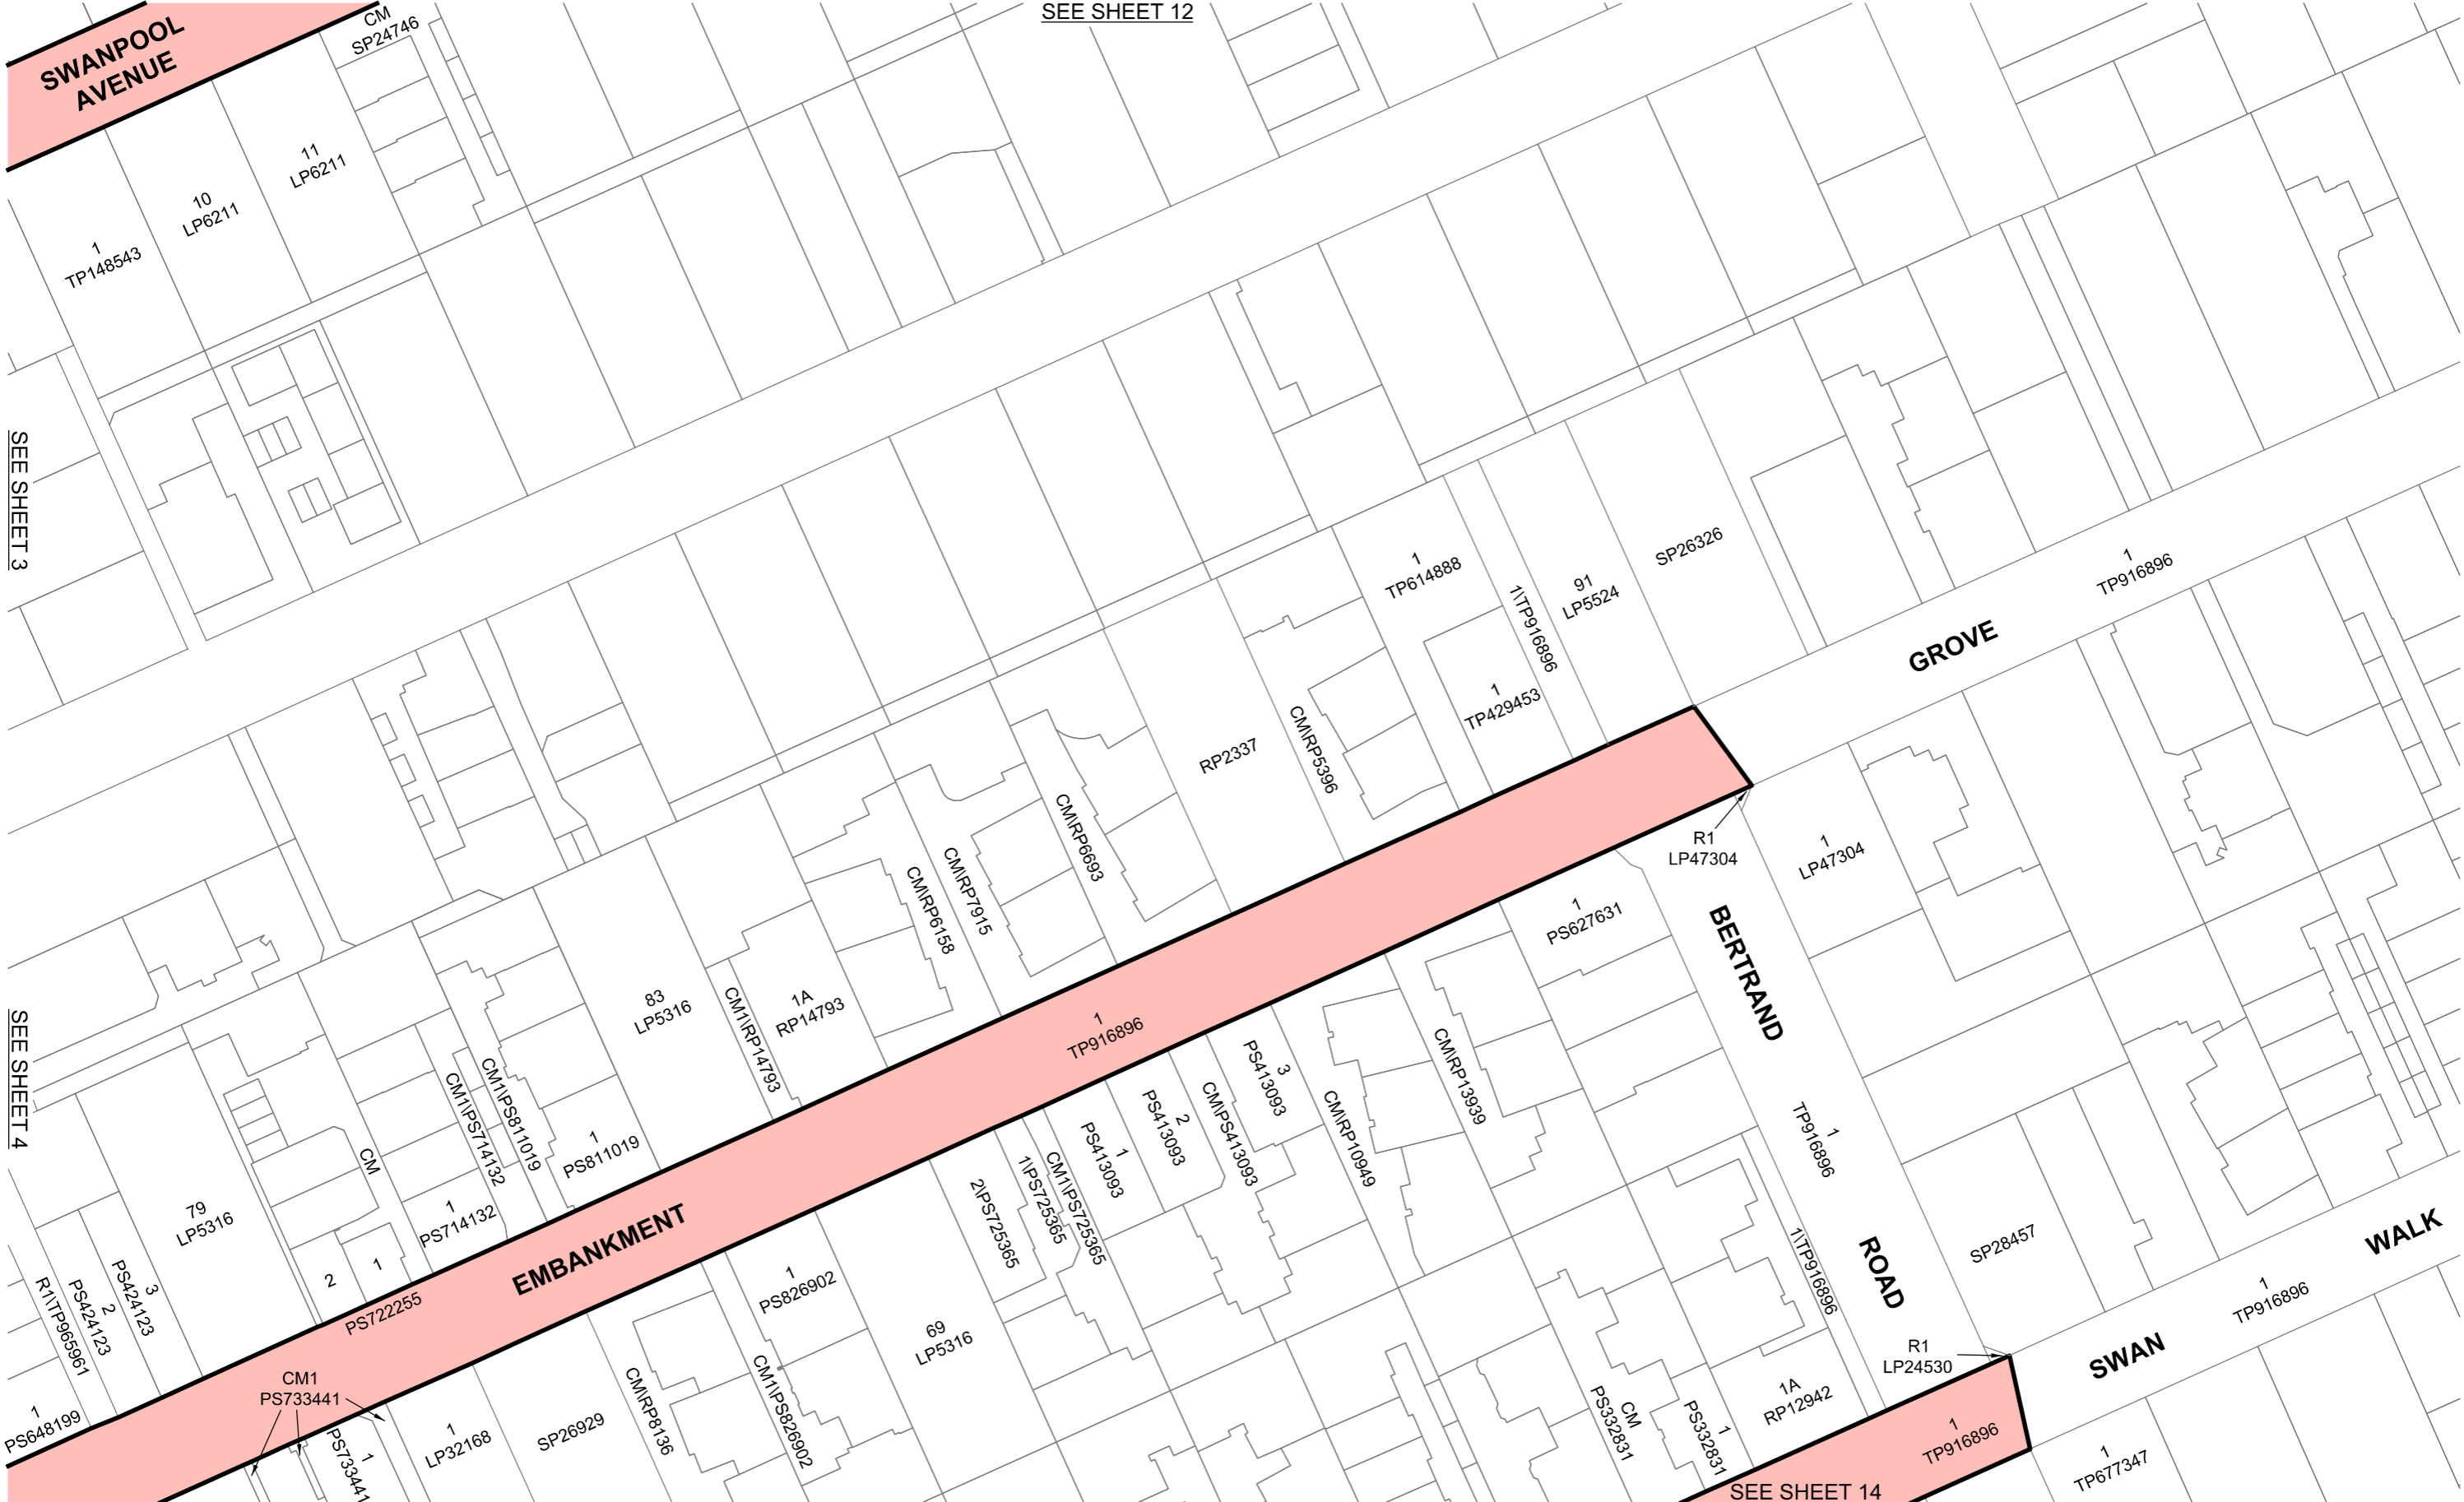 SEE SHEET 12
CM
SP24746
SWANPOOL
AVENUE
11
LP6211
10
LP6211
1
TP148543
SEE SHEET 3
1
TP614888
SP26326
91
LP5524
1\TP916896
1
TP429453
1
TP916896
GROVE
RP2337
CM\RP5396
CM\RP6693
CM\RP7915
CM\RP6158
R1
LP47304
1
LP47304
1
PS627631
BERTRAND
83
LP5316
CM1\RP14793
1A
RP14793
1
TP916896
SEE SHEET 4
CM
CM1\PS714132
CM1\PS811019
1
PS811019
1
PS714132
79
LP5316
2
1
PS722255
EMBANKMENT
3
PS413093
CM\PS413093
2
PS413093
1
PS413093
CM1\PS725365
1\PS725365
2\PS725365
CM\RP10949
CM\RP13939
1
TP916896
1\TP916896
ROAD
SP28457
WALK
1
TP916896
SWAN
R1
LP24530
3
PS424123
2
PS424123
R1\TP965961
1
PS648199
CM1
PS733441
1
PS733441
1
LP32168
SP26929
CM\RP8136
1
PS826902
CM1\PS826902
69
LP5316
CM
PS332831
1
PS332831
1A
RP12942
1
TP916896
1
TP677347
SEE SHEET 14